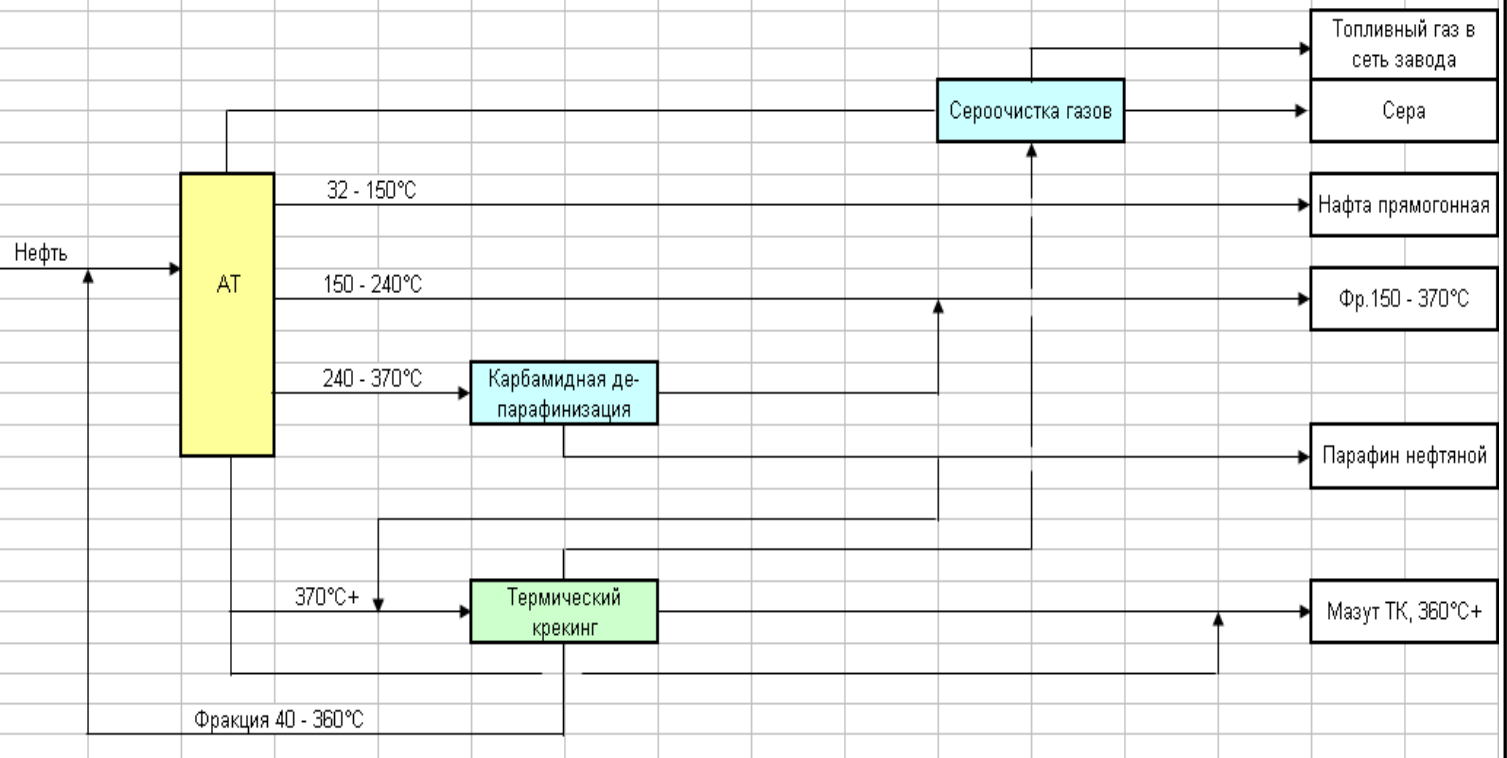 Топливный газ в
сеть завода
Сероочистка газов
Сера
32 - 150°С
Нафта прямогонная
Нефть
АТ
150 - 240°С
Фр.150 - 370°С
240 - 370°С
Карбамидная де-
парафинизация
Парафин нефтяной
370°С+
Термический
крекинг
Мазут ТК, 360°С+
Фракция 40 - 360°С